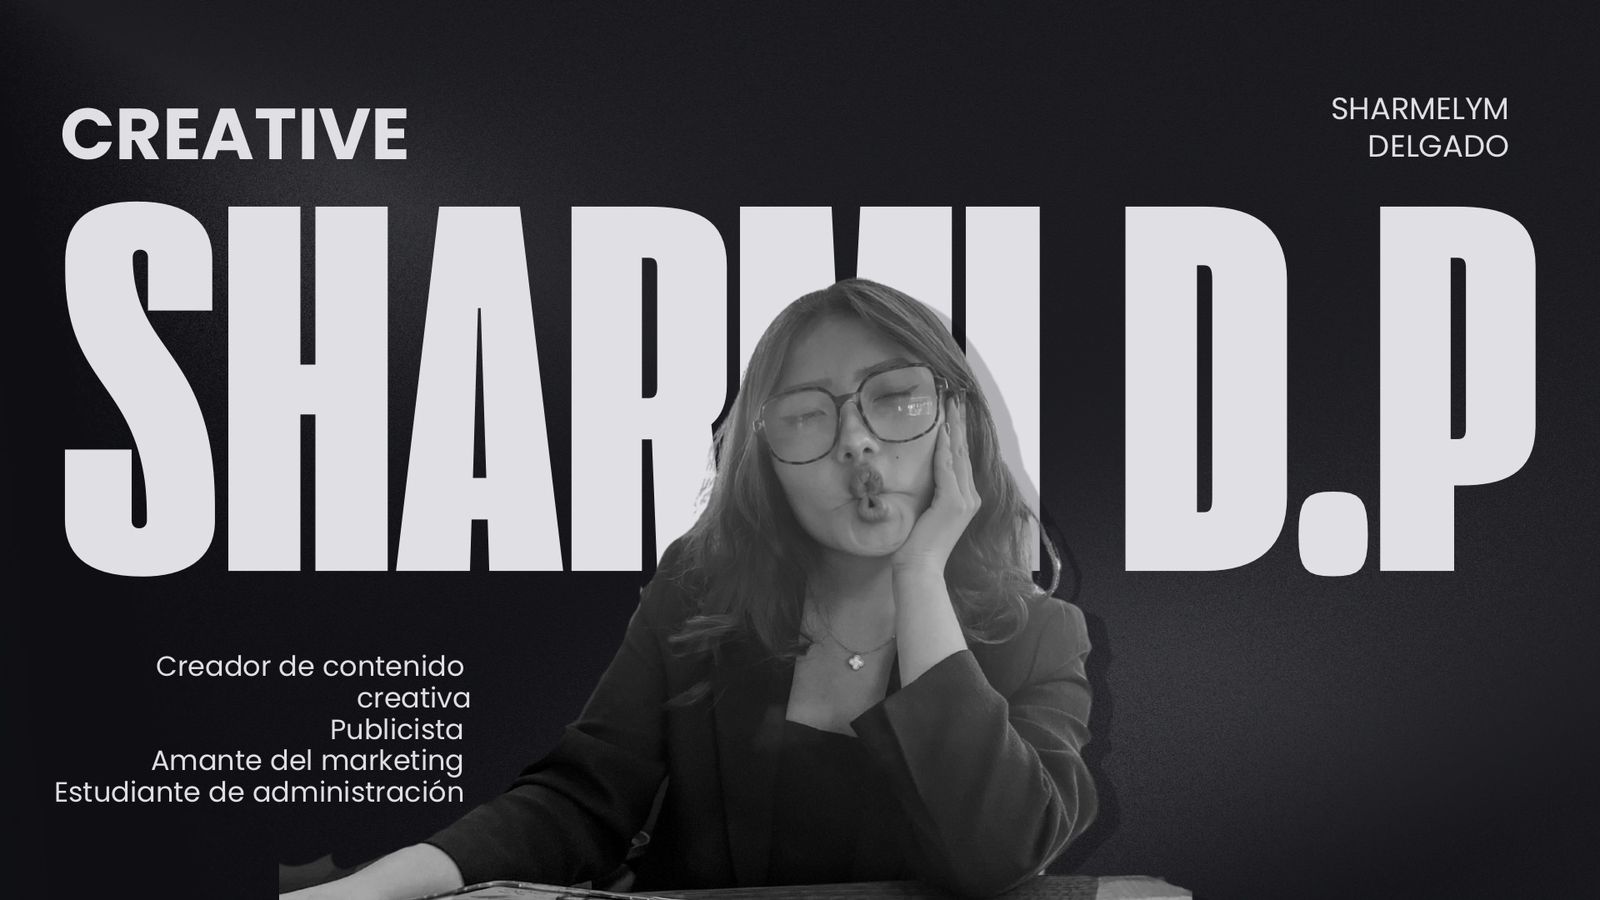 CREATIVE
SHARMELYM
DELGADO
SHARMI D.P
Creador de contenido
creativa
Publicista
Amante del marketing
Estudiante de administración